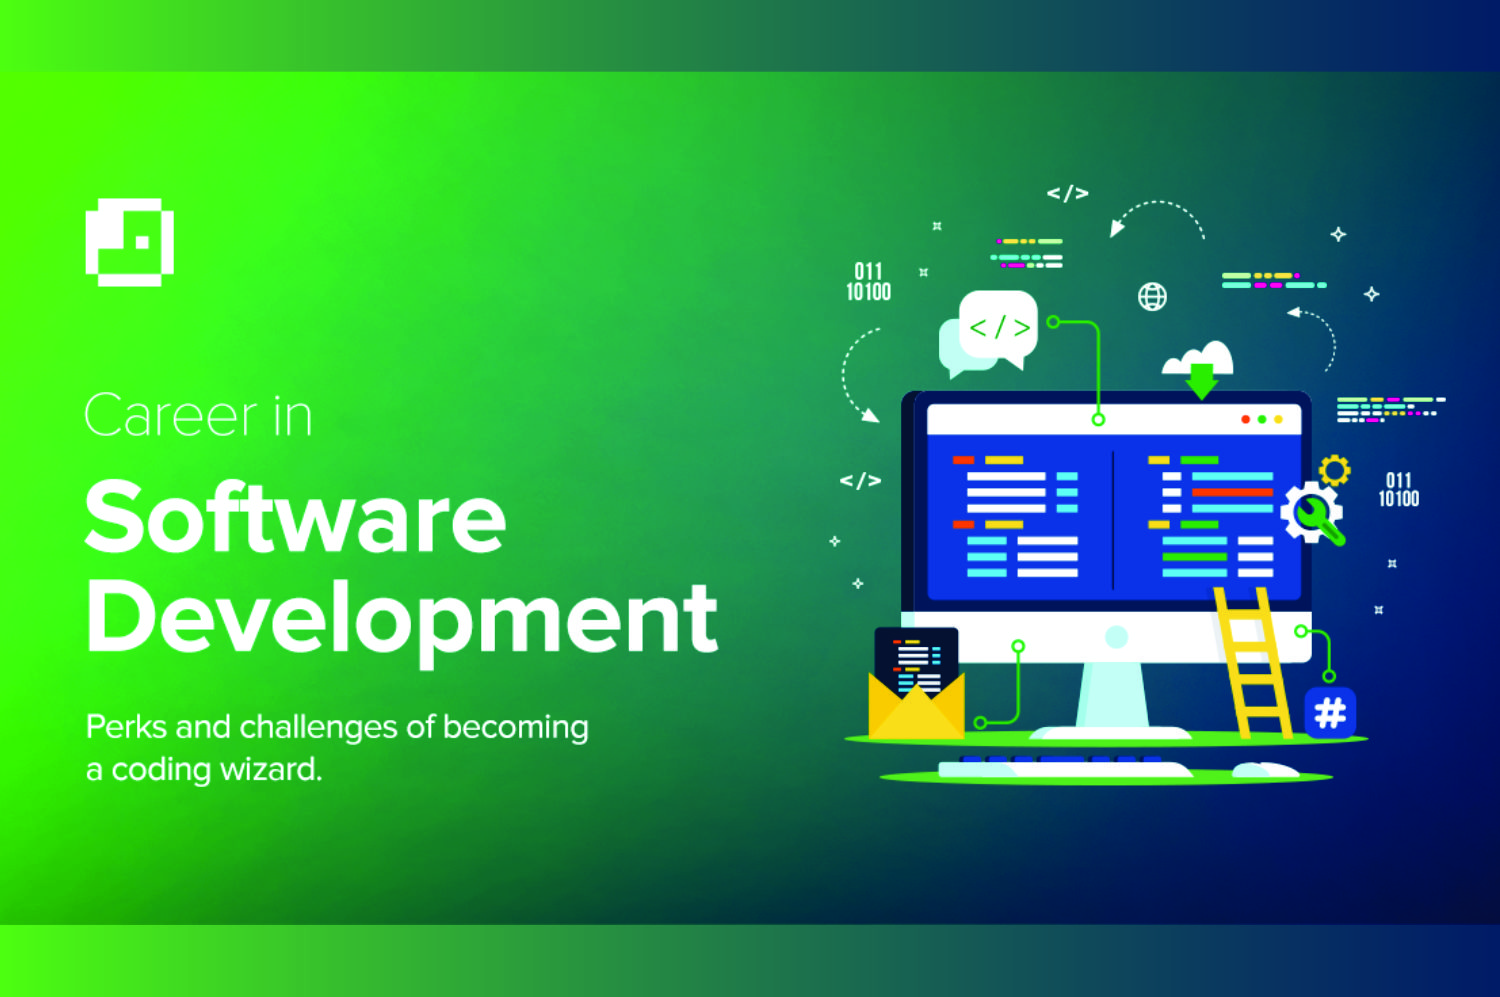 Career in
Software
Development
Perks and challenges of becoming
a coding wizard.
</>
011
10100
</>
</>
011
10100
#